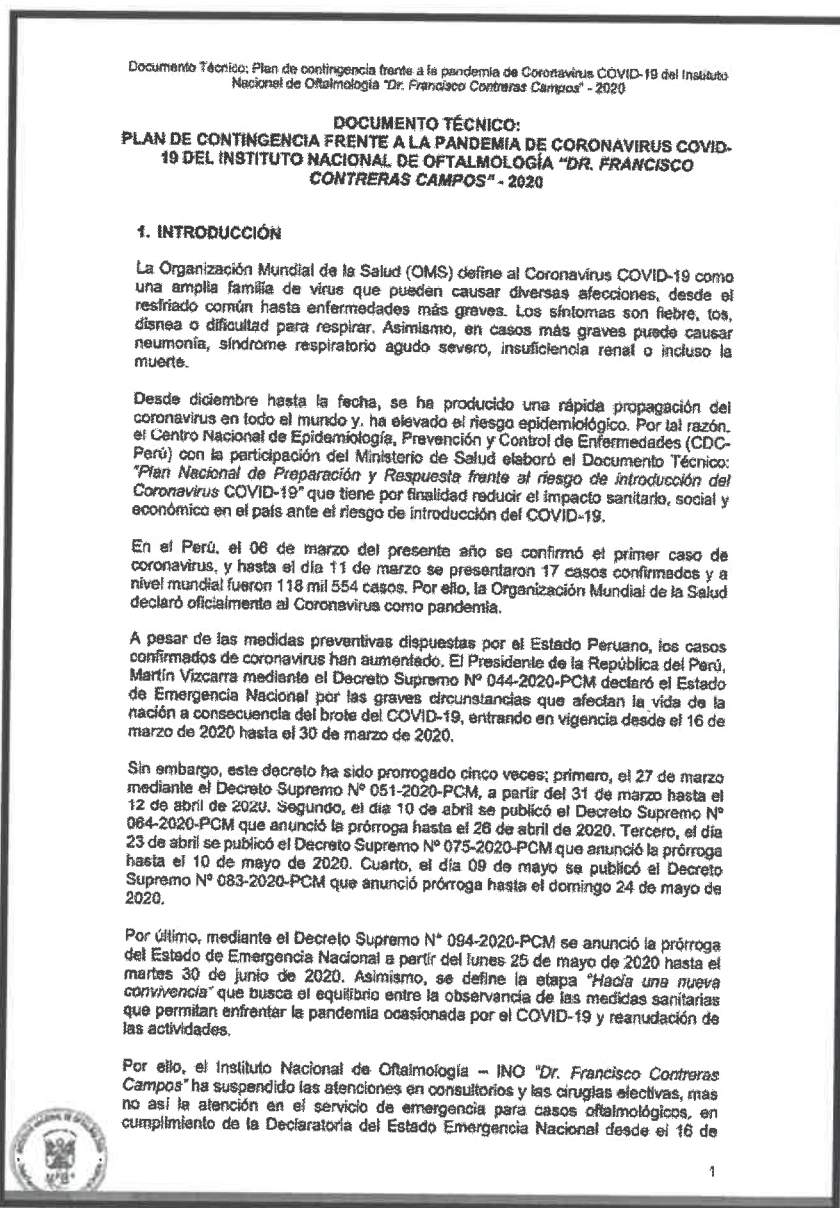 Documento Técnico: Plan de contingencia frente a la pandemia de Coronavirus COVID-19 del Instituto
Nacional de Oftalmología "Dr. Francisco Contreras Campos" - 2020
DOCUMENTO TÉCNICO:
PLAN DE CONTINGENCIA FRENTE A LA PANDEMIA DE CORONAVIRUS COVID-
19 DEL INSTITUTO NACIONAL DE OFTALMOLOGÍA "DR. FRANCISCO
CONTRERAS CAMPOS" - 2020
1. INTRODUCCIÓN
La Organización Mundial de la Salud (OMS) define al Coronavirus COVID-19 como
una amplia familia de virus que pueden causar diversas afecciones, desde el
resfriado común hasta enfermedades más graves. Los síntomas son fiebre, tos,
disnea o dificultad para respirar. Asimismo, en casos más graves puede causar
neumonía, síndrome respiratorio agudo severo, insuficiencia renal o incluso la
muerte.
Desde diciembre hasta la fecha, se ha producido una rápida propagación del
coronavirus en todo el mundo y, ha elevado el riesgo epidemiológico. Por tal razón,
el Centro Nacional de Epidemiología, Prevención y Control de Enfermedades (CDC-
Perú) con la participación del Ministerio de Salud elaboró el Documento Técnico:
"Plan Nacional de Preparación y Respuesta frente al riesgo de introducción del
Coronavirus COVID-19" que tiene por finalidad reducir el impacto sanitario, social y
económico en el país ante el riesgo de introducción del COVID-19.
En el Perú, el 06 de marzo del presente año se confirmó el primer caso de
coronavirus, y hasta el día 11 de marzo se presentaron 17 casos confirmados y a
nivel mundial fueron 118 mil 554 casos. Por ello, la Organización Mundial de la Salud
declaró oficialmente al Coronavirus como pandemia.
A pesar de las medidas preventivas dispuestas por el Estado Peruano, los casos
confirmados de coronavirus han aumentado. El Presidente de la República del Perú,
Martín Vizcarra mediante el Decreto Supremo Nº 044-2020-PCM declaró el Estado
de Emergencia Nacional por las graves circunstancias que afectan la vida de la
nación a consecuencia del brote del COVID-19, entrando en vigencia desde el 16 de
marzo de 2020 hasta el 30 de marzo de 2020.
Sin embargo, este decreto ha sido prorrogado cinco veces; primero, el 27 de marzo
mediante el Decreto Supremo Nº 051-2020-PCM, a partir del 31 de marzo hasta el
12 de abril de 2020. Segundo, el día 10 de abril se publicó el Decreto Supremo Nº
064-2020-PCM que anunció la prórroga hasta el 26 de abril de 2020. Tercero, el día
23 de abril se publicó el Decreto Supremo Nº 075-2020-PCM que anunció la prórroga
hasta el 10 de mayo de 2020. Cuarto, el día 09 de mayo se publicó el Decreto
Supremo Nº 083-2020-PCM que anunció prórroga hasta el domingo 24 de mayo de
2020.
Por último, mediante el Decreto Supremo Nº 094-2020-PCM se anunció la prórroga
del Estado de Emergencia Nacional a partir del lunes 25 de mayo de 2020 hasta el
martes 30 de junio de 2020. Asimismo, se define la etapa "Hacia una nueva
convivencia" que busca el equilibrio entre la observancia de las medidas sanitarias
que permitan enfrentar la pandemia ocasionada por el COVID-19 y reanudación de
las actividades.
Por ello, el Instituto Nacional de Oftalmología – INO "Dr. Francisco Contreras
Campos" ha suspendido las atenciones en consultorios y las cirugías electivas, mas
no así la atención en el servicio de emergencia para casos oftalmológicos, en
cumplimiento de la Declaratoria del Estado Emergencia Nacional desde el 16 de
1